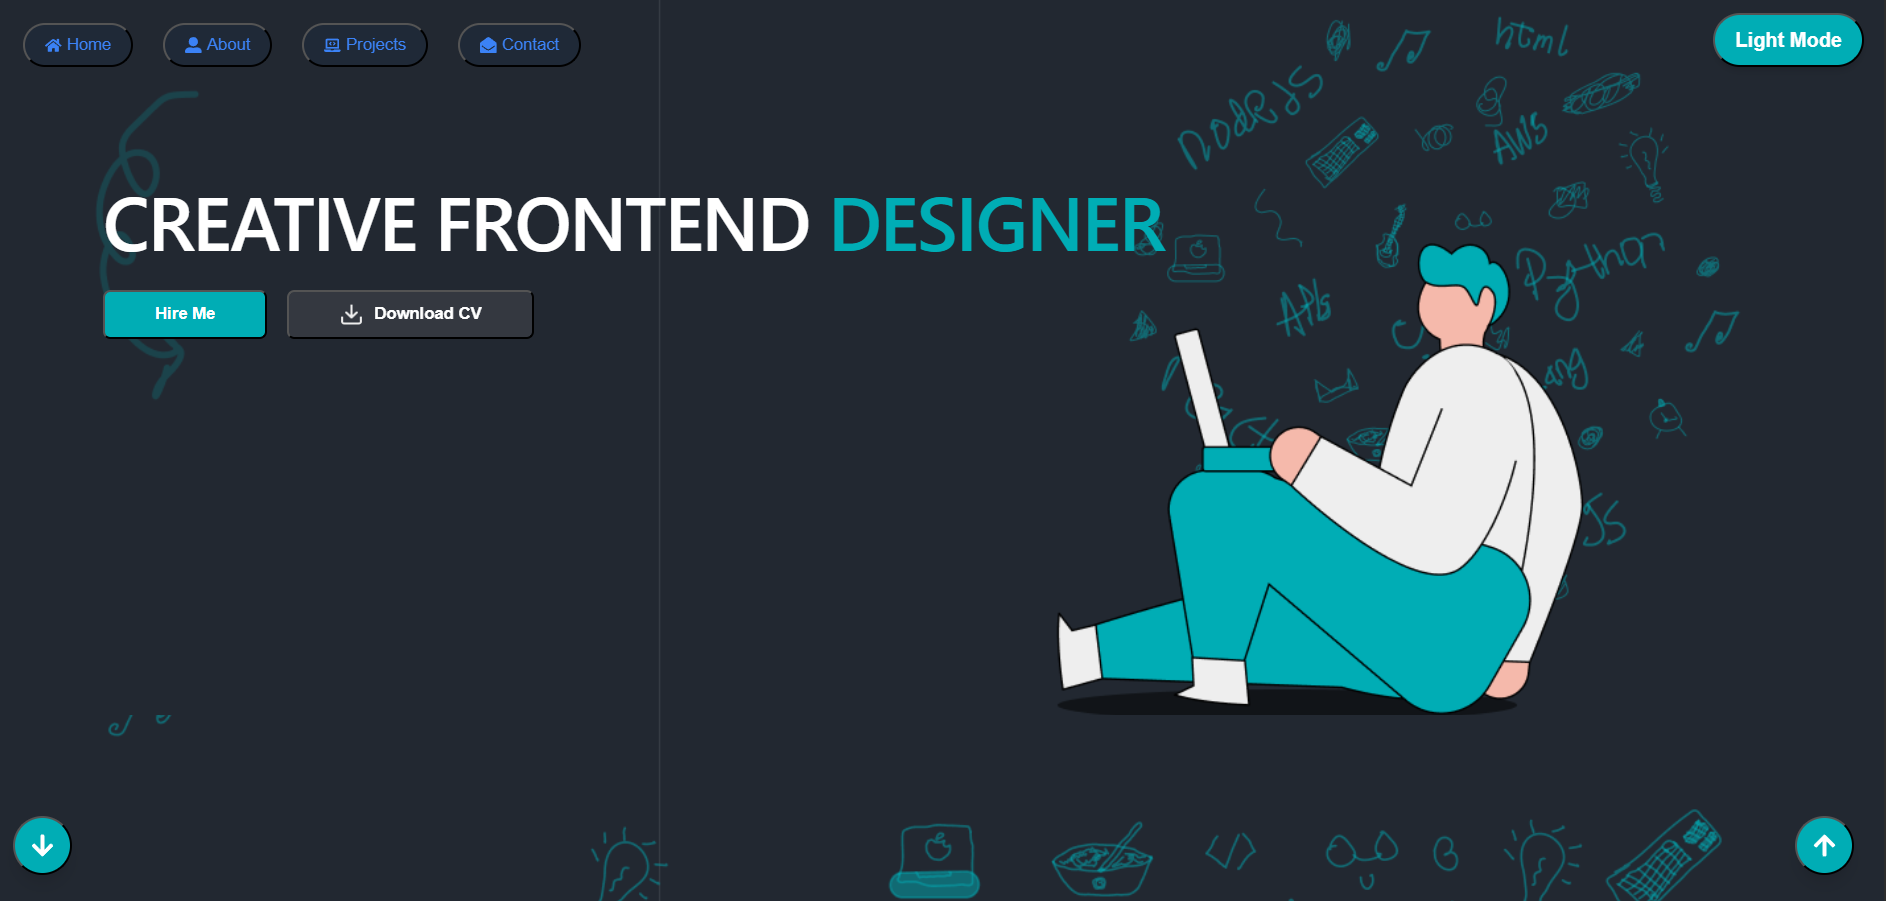 Home
About
Projects
Contact
Light Mode
html
NodeJS
AWS
CREATIVE FRONTEND DESIGNER
Python
APIs
Hire Me
Download CV
JS